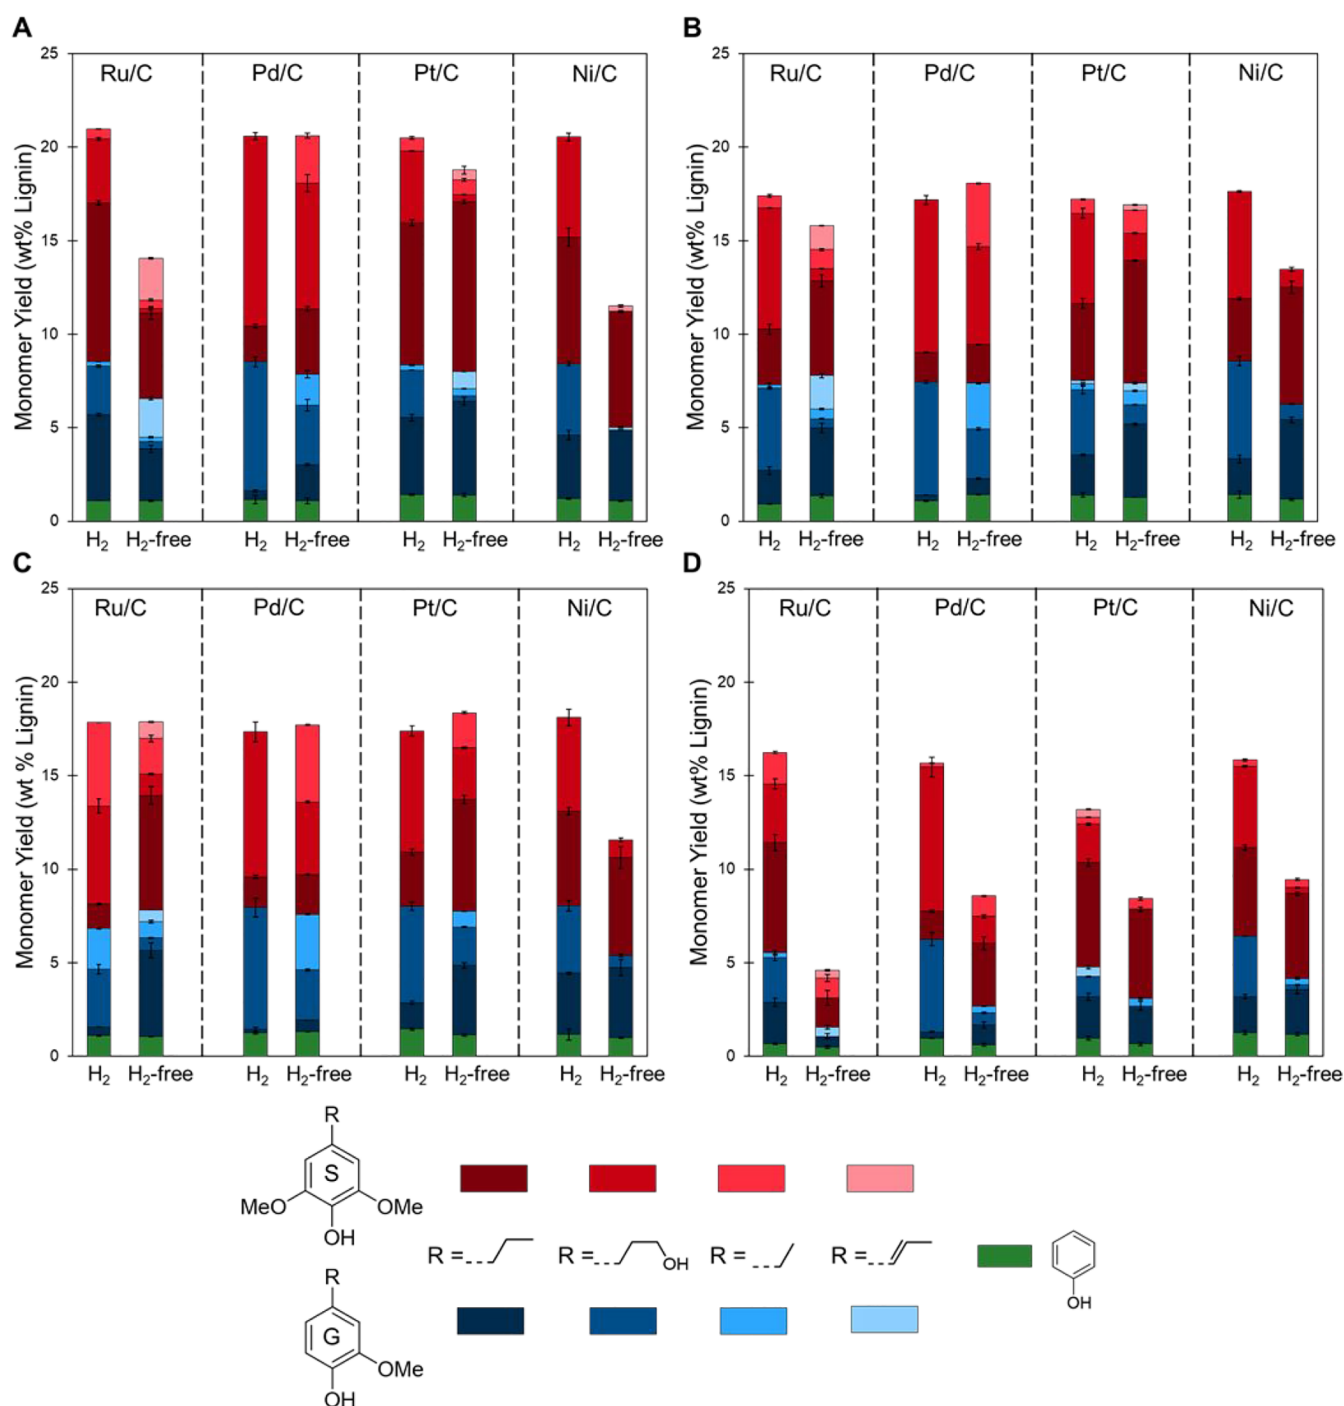 A
25
20
15
10
5
0
Monomer Yield (wt% Lignin)
Ru/C Pd/C Pt/C Ni/C
H₂ H₂-free H₂ H₂-free H₂ H₂-free H₂ H₂-free
B
25
20
15
10
5
0
Monomer Yield (wt% Lignin)
Ru/C Pd/C Pt/C Ni/C
H₂ H₂-free H₂ H₂-free H₂ H₂-free H₂ H₂-free
C
25
20
15
10
5
0
Monomer Yield (wt % Lignin)
Ru/C Pd/C Pt/C Ni/C
H₂ H₂-free H₂ H₂-free H₂ H₂-free H₂ H₂-free
D
25
20
15
10
5
0
Monomer Yield (wt% Lignin)
Ru/C Pd/C Pt/C Ni/C
H₂ H₂-free H₂ H₂-free H₂ H₂-free H₂ H₂-free
R
S
MeO OMe
OH
R = R = OH R = R =
OH
R
G
OMe
OH